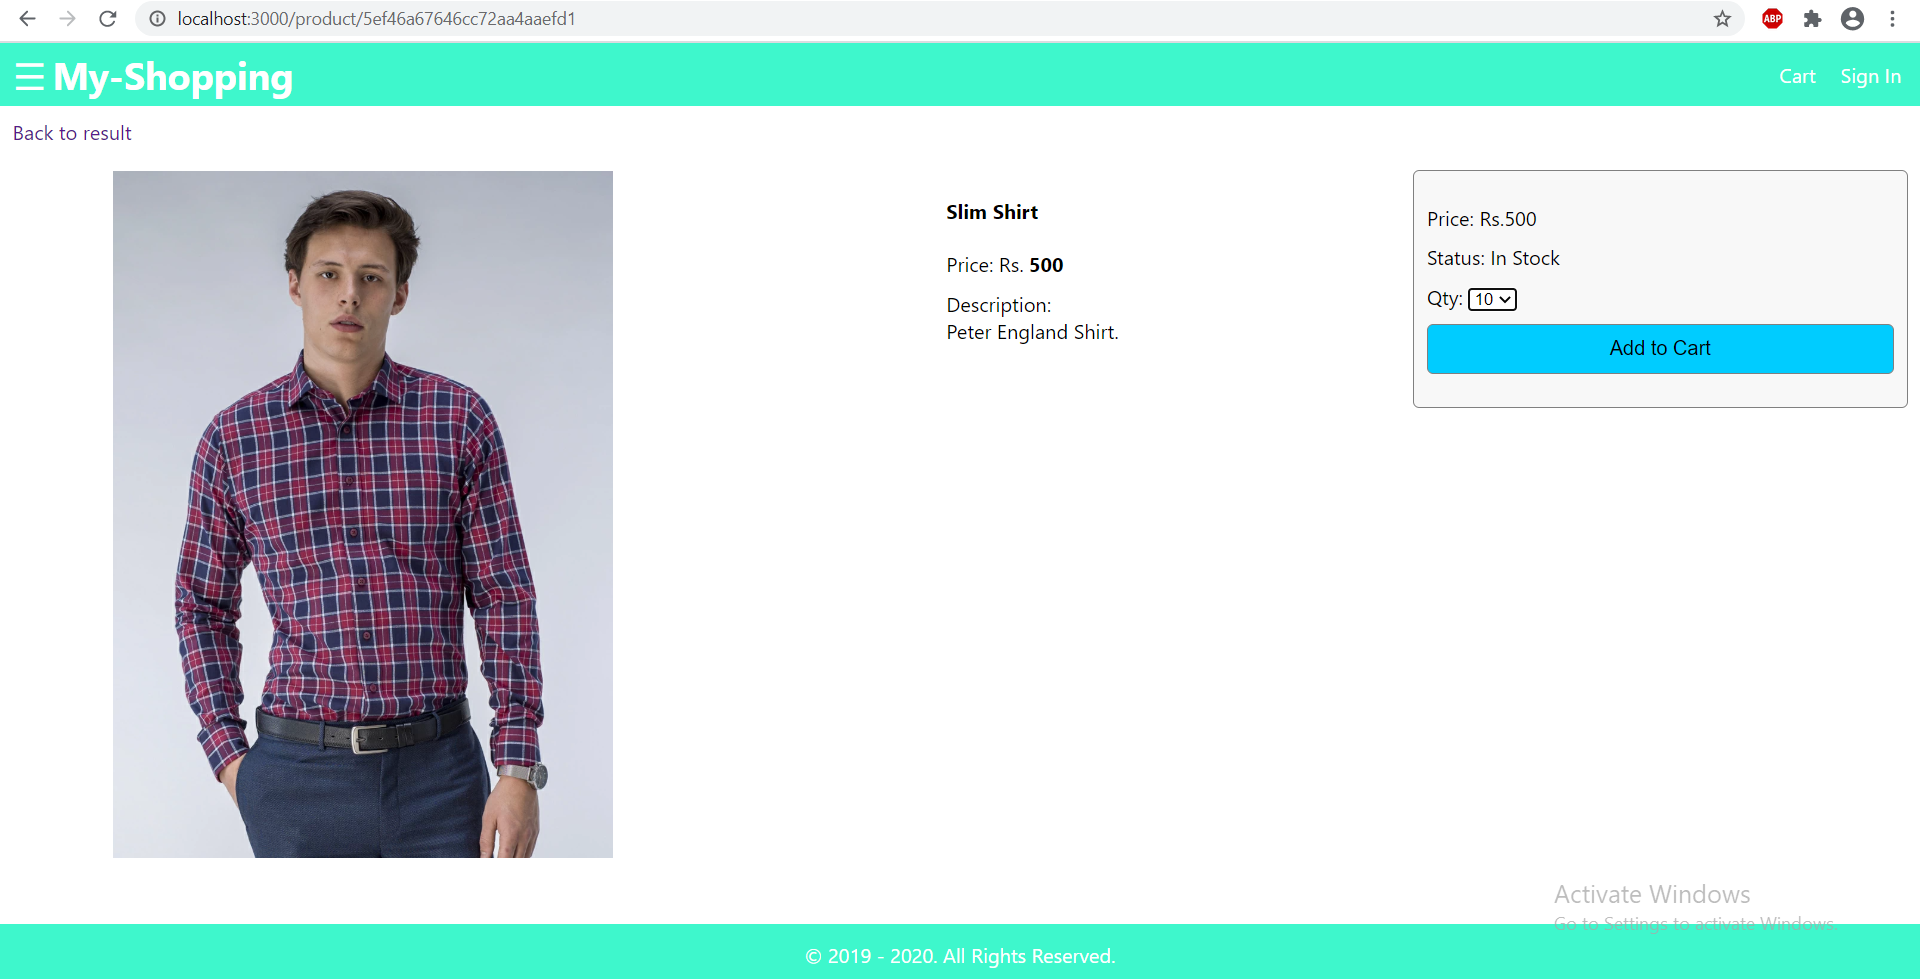 localhost:3000/product/5ef46a67646cc72aa4aaefd1
ABP
☰ My-Shopping
Cart
Sign In
Back to result
Slim Shirt
Price: Rs. 500
Description:
Peter England Shirt.
Price: Rs.500
Status: In Stock
Qty: 10
Add to Cart
Activate Windows
Go to Settings to activate Windows.
© 2019 - 2020. All Rights Reserved.